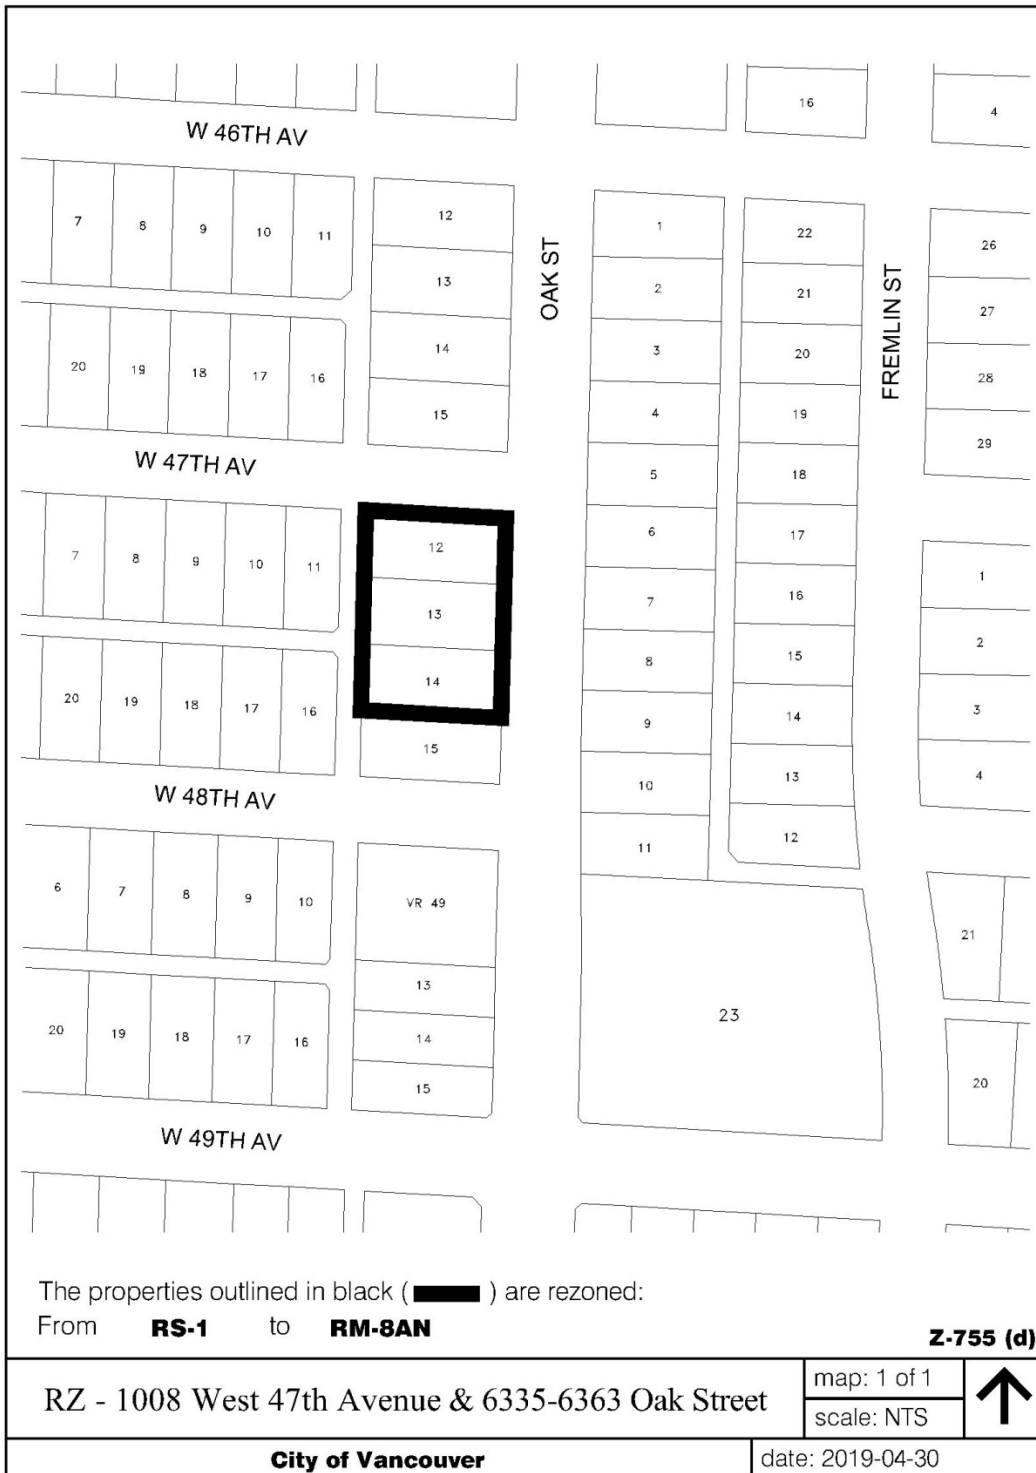 16
4
W 46TH AV
7 8 9 10 11
12
13
14
15
OAK ST
1
2
3
4
5
6
7
8
9
10
11
22
21
20
19
18
17
16
15
14
13
12
FREMLIN ST
26
27
28
29
20 19 18 17 16
W 47TH AV
7 8 9 10 11
12
13
14
15
1
2
3
4
20 19 18 17 16
W 48TH AV
6 7 8 9 10
VR 49
13
14
15
23
21
20
20 19 18 17 16
W 49TH AV
The properties outlined in black ( ) are rezoned:
From RS-1 to RM-8AN
Z-755 (d)
RZ - 1008 West 47th Avenue & 6335-6363 Oak Street
map: 1 of 1
scale: NTS
City of Vancouver
date: 2019-04-30